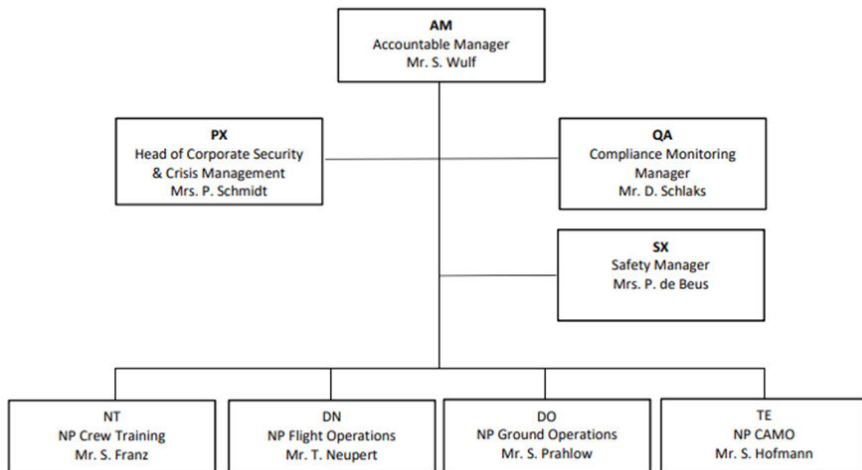 AM
Accountable Manager
Mr. S. Wulf
PX
Head of Corporate Security
& Crisis Management
Mrs. P. Schmidt
QA
Compliance Monitoring
Manager
Mr. D. Schlaks
SX
Safety Manager
Mrs. P. de Beus
NT
NP Crew Training
Mr. S. Franz
DN
NP Flight Operations
Mr. T. Neupert
DO
NP Ground Operations
Mr. S. Prahlow
TE
NP CAMO
Mr. S. Hofmann